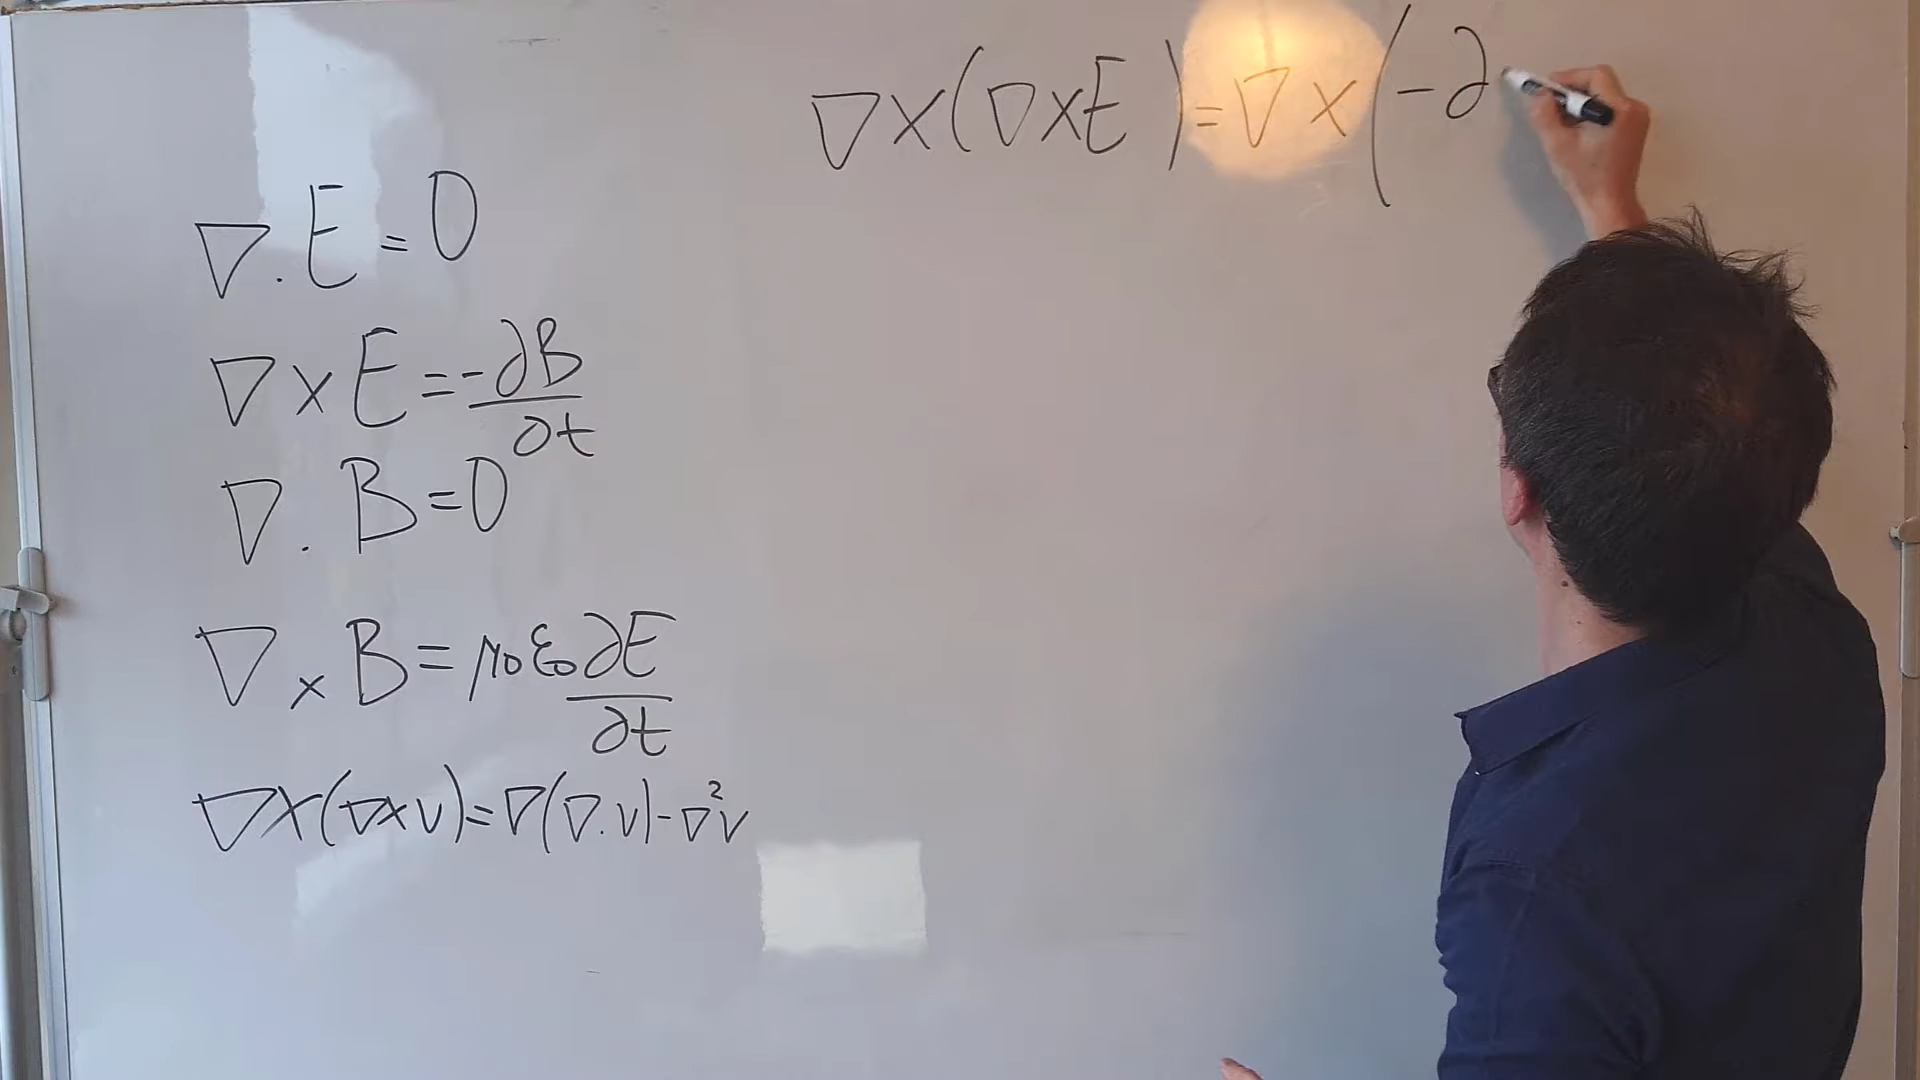 ∇×(∇×E)=∇×(-∂
∇.E=0
∇×E=-∂B/∂t
∇.B=0
∇×B=μ0ε0∂E/∂t
∇×(∇×v)=∇(∇.v)-∇²v